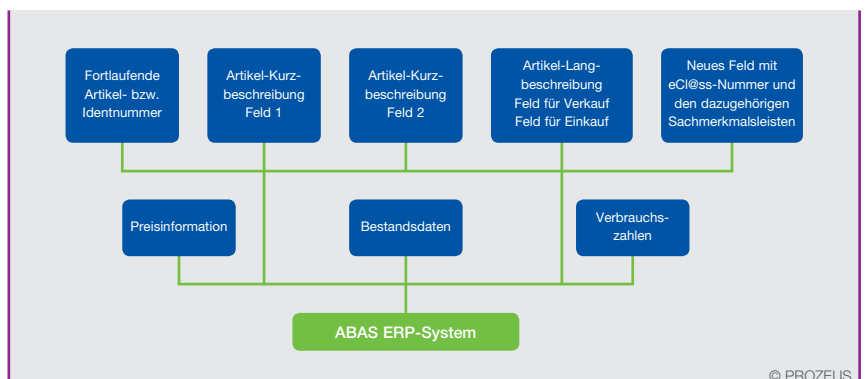 Fortlaufende
Artikel- bzw.
Identnummer
Artikel-Kurz-
beschreibung
Feld 1
Artikel-Kurz-
beschreibung
Feld 2
Artikel-Lang-
beschreibung
Feld für Verkauf
Feld für Einkauf
Neues Feld mit
eCl@ss-Nummer und
den dazugehörigen
Sachmerkmalsleisten
Preisinformation
Bestandsdaten
Verbrauchs-
zahlen
ABAS ERP-System
© PROZEUS